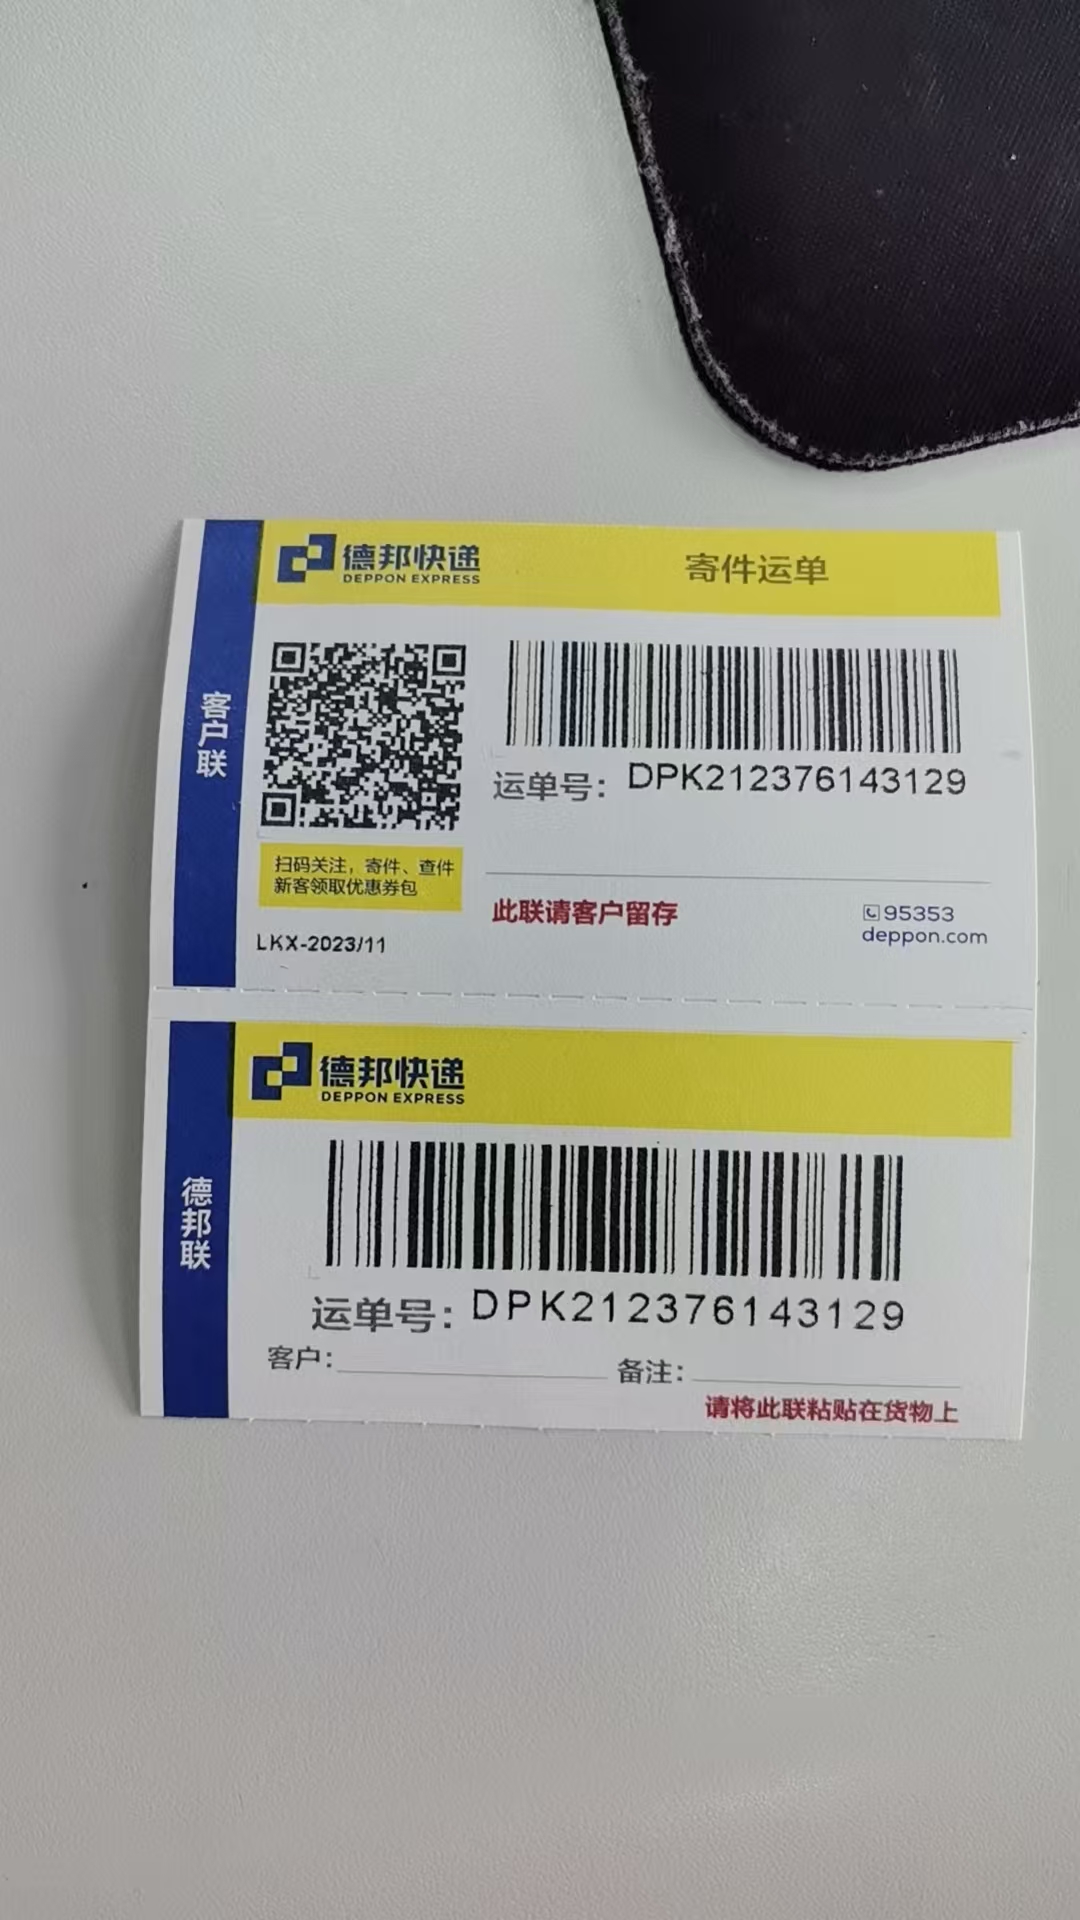 德邦快递
DEPPON EXPRESS
寄件运单
客户联
运单号：DPK212376143129
扫码关注，寄件、查件
新客领取优惠券包
此联请客户留存
95353
deppon.com
LKX-2023/11
德邦快递
DEPPON EXPRESS
德邦联
运单号：DPK212376143129
客户：
备注：
请将此联粘贴在货物上